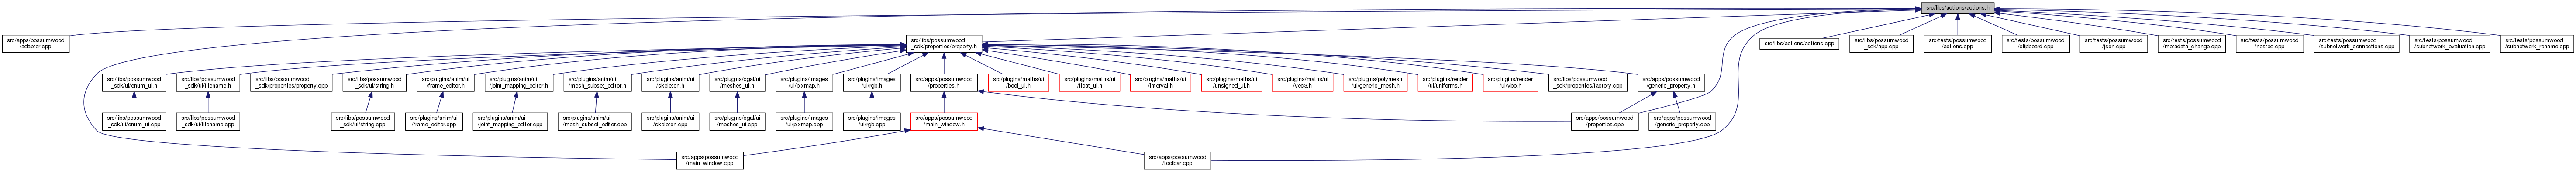 src/libs/actions/actions.h
src/apps/possumwood
/adaptor.cpp
src/libs/possumwood
_sdk/properties/property.h
src/libs/actions/actions.cpp
src/libs/possumwood
_sdk/app.cpp
src/tests/possumwood
/actions.cpp
src/tests/possumwood
/clipboard.cpp
src/tests/possumwood
/json.cpp
src/tests/possumwood
/metadata_change.cpp
src/tests/possumwood
/nested.cpp
src/tests/possumwood
/subnetwork_connections.cpp
src/tests/possumwood
/subnetwork_evaluation.cpp
src/tests/possumwood
/subnetwork_rename.cpp
src/libs/possumwood
_sdk/ui/enum_ui.h
src/libs/possumwood
_sdk/ui/filename.h
src/libs/possumwood
_sdk/properties/property.cpp
src/libs/possumwood
_sdk/ui/string.h
src/plugins/anim/ui
/frame_editor.h
src/plugins/anim/ui
/joint_mapping_editor.h
src/plugins/anim/ui
/mesh_subset_editor.h
src/plugins/anim/ui
/skeleton.h
src/plugins/cgal/ui
/meshes_ui.h
src/plugins/images
/ui/pixmap.h
src/plugins/images
/ui/rgb.h
src/apps/possumwood
/properties.h
src/plugins/maths/ui
/bool_ui.h
src/plugins/maths/ui
/float_ui.h
src/plugins/maths/ui
/interval.h
src/plugins/maths/ui
/unsigned_ui.h
src/plugins/maths/ui
/vec3.h
src/plugins/polymesh
/ui/generic_mesh.h
src/plugins/render
/ui/uniforms.h
src/plugins/render
/ui/vbo.h
src/libs/possumwood
_sdk/properties/factory.cpp
src/apps/possumwood
/generic_property.h
src/libs/possumwood
_sdk/ui/enum_ui.cpp
src/libs/possumwood
_sdk/ui/filename.cpp
src/libs/possumwood
_sdk/ui/string.cpp
src/plugins/anim/ui
/frame_editor.cpp
src/plugins/anim/ui
/joint_mapping_editor.cpp
src/plugins/anim/ui
/mesh_subset_editor.cpp
src/plugins/anim/ui
/skeleton.cpp
src/plugins/cgal/ui
/meshes_ui.cpp
src/plugins/images
/ui/pixmap.cpp
src/plugins/images
/ui/rgb.cpp
src/apps/possumwood
/main_window.h
src/apps/possumwood
/properties.cpp
src/apps/possumwood
/generic_property.cpp
src/apps/possumwood
/main_window.cpp
src/apps/possumwood
/toolbar.cpp